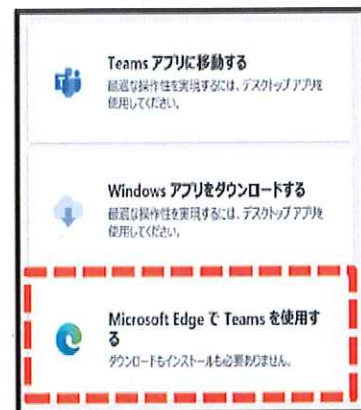 Teams アプリに移動する
最適な操作性を実現するには、デスクトップ アプリを
使用してください。
Windows アプリをダウンロードする
最適な操作性を実現するには、デスクトップ アプリを
使用してください。
Microsoft Edge で Teams を使用す
る
ダウンロードもインストールも必要ありません。